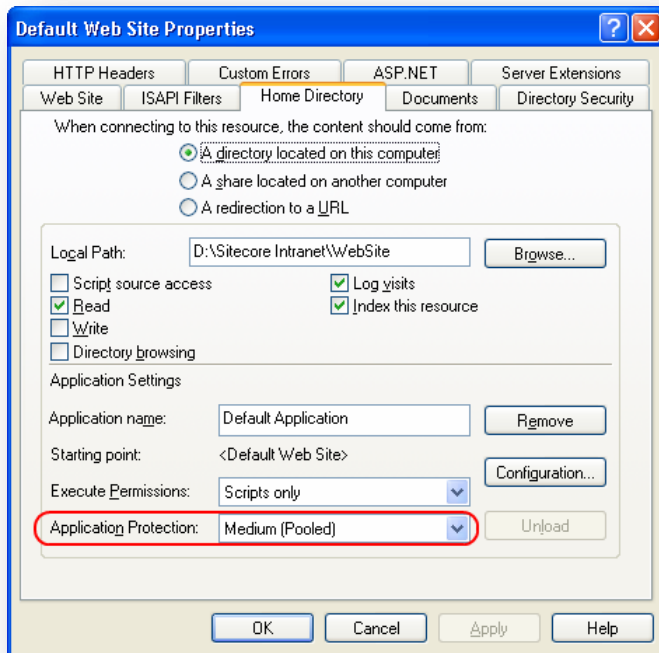 Default Web Site Properties
HTTP Headers Custom Errors ASP.NET Server Extensions
Web Site ISAPI Filters Home Directory Documents Directory Security
When connecting to this resource, the content should come from:
A directory located on this computer
A share located on another computer
A redirection to a URL
Local Path: D:\Sitecore Intranet\WebSite Browse...
Script source access Log visits
Read Index this resource
Write
Directory browsing
Application Settings
Application name: Default Application Remove
Starting point: <Default Web Site>
Configuration...
Execute Permissions: Scripts only
Application Protection: Medium (Pooled) Unload
OK Cancel Apply Help